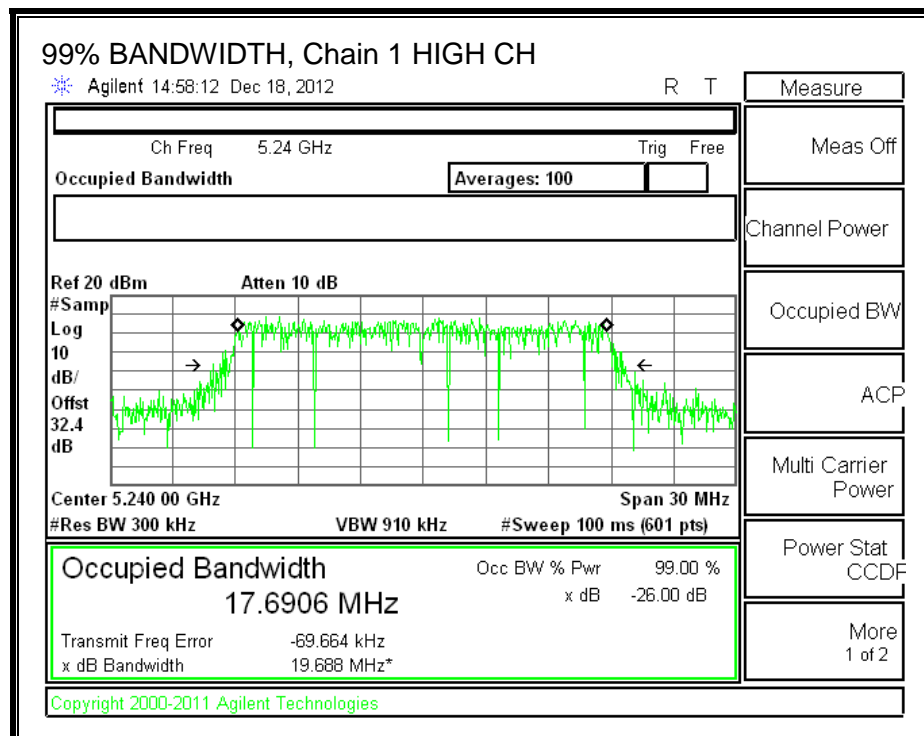 99% BANDWIDTH, Chain 1 HIGH CH
Agilent 14:58:12 Dec 18, 2012 R T
Ch Freq 5.24 GHz Trig Free
Occupied Bandwidth Averages: 100
Ref 20 dBm Atten 10 dB
#Samp
Log
10
dB/
Offst
32.4
dB
Center 5.240 00 GHz Span 30 MHz
#Res BW 300 kHz VBW 910 kHz #Sweep 100 ms (601 pts)
Occupied Bandwidth Occ BW % Pwr 99.00 %
17.6906 MHz x dB -26.00 dB
Transmit Freq Error -69.664 kHz
x dB Bandwidth 19.688 MHz*
Copyright 2000-2011 Agilent Technologies
Measure
Meas Off
Channel Power
Occupied BW
ACP
Multi Carrier
Power
Power Stat
CCDF
More
1 of 2